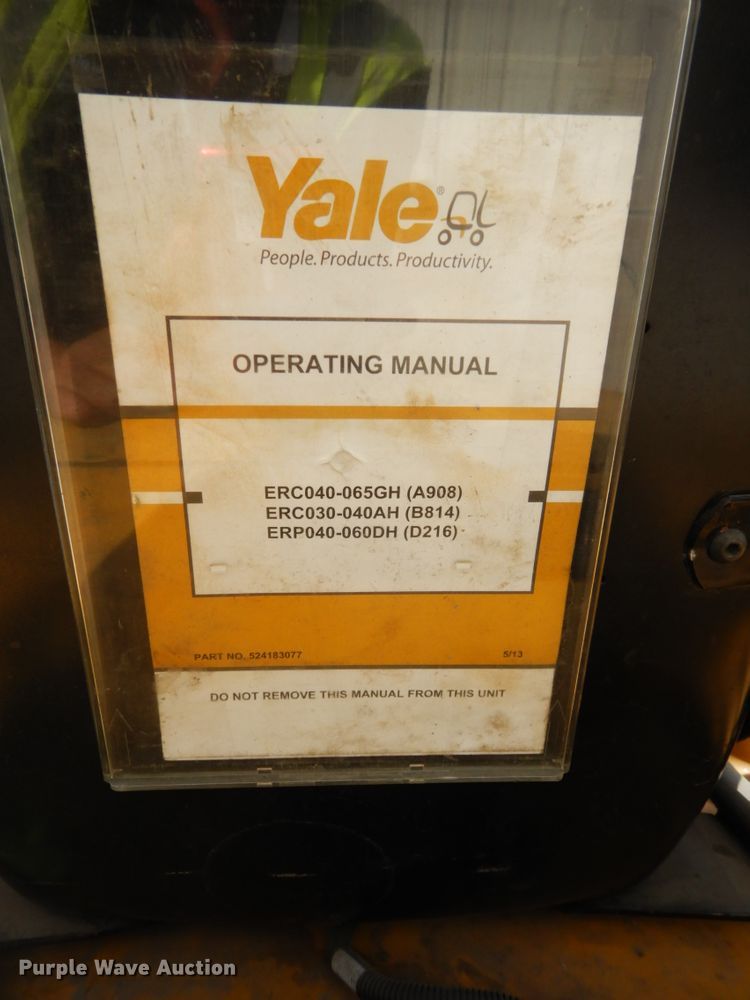 Yale®
People. Products. Productivity.
OPERATING MANUAL
ERC040-065GH (A908)
ERC030-040AH (B814)
ERP040-060DH (D216)
PART NO. 524183077 5/13
DO NOT REMOVE THIS MANUAL FROM THIS UNIT
Purple Wave Auction